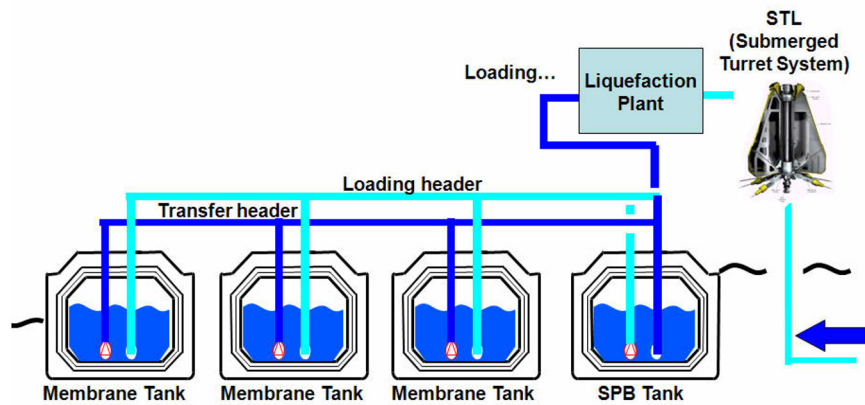 STL
(Submerged
Turret System)
Loading...
Liquefaction
Plant
Loading header
Transfer header
Membrane Tank
Membrane Tank
Membrane Tank
SPB Tank